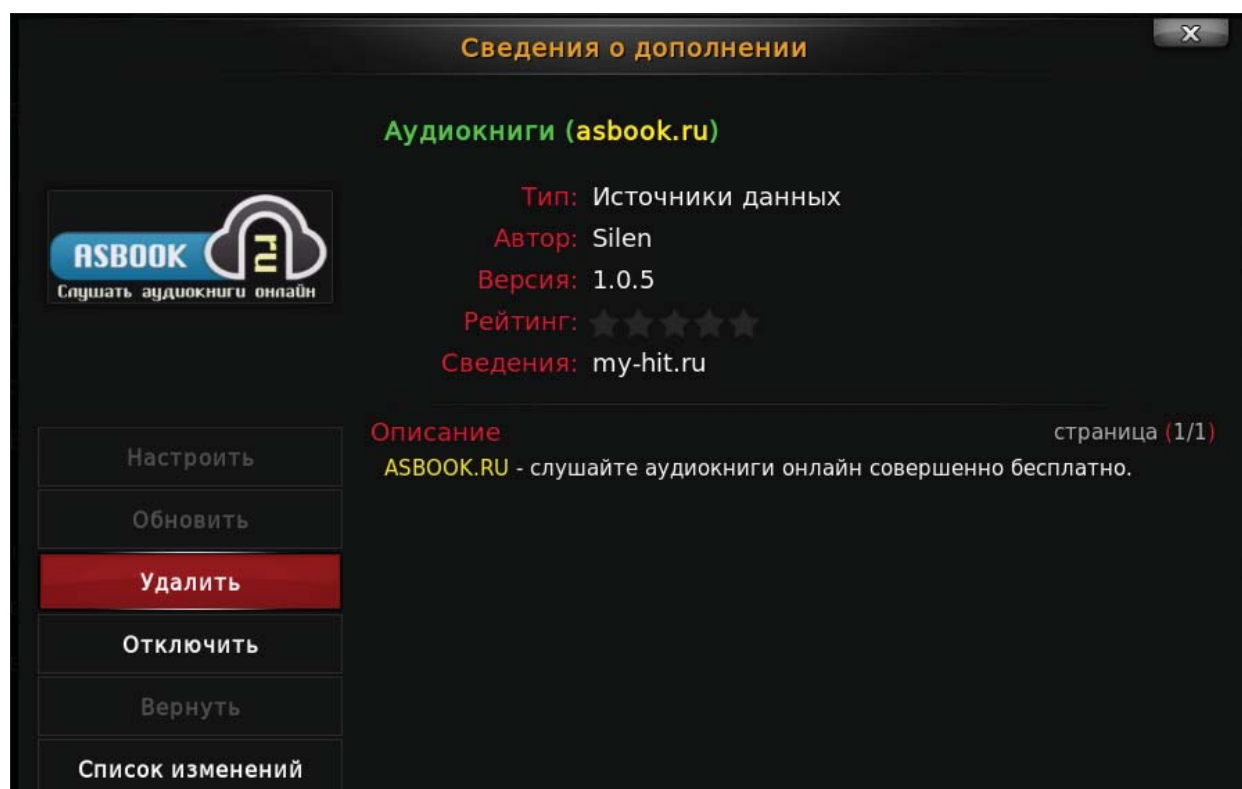 Сведения о дополнении
X
Аудиокниги (asbook.ru)
ASBOOK ru
Слушать аудиокниги онлайн
Тип: Источники данных
Автор: Silen
Версия: 1.0.5
Рейтинг:
Сведения: my-hit.ru
Описание
страница (1/1)
ASBOOK.RU - слушайте аудиокниги онлайн совершенно бесплатно.
Настроить
Обновить
Удалить
Отключить
Вернуть
Список изменений